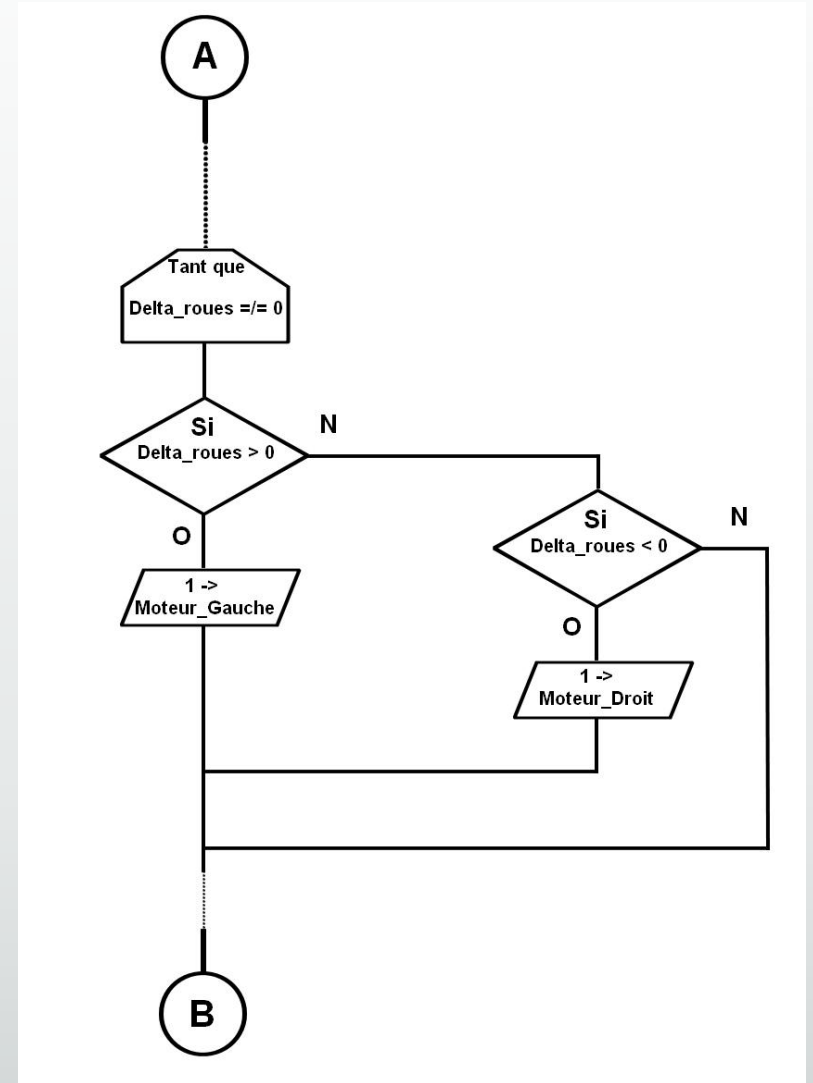 A
Tant que
Delta_roues =/= 0
Si
Delta_roues > 0
N
Si
Delta_roues < 0
N
O
1 ->
Moteur_Gauche
O
1 ->
Moteur_Droit
B